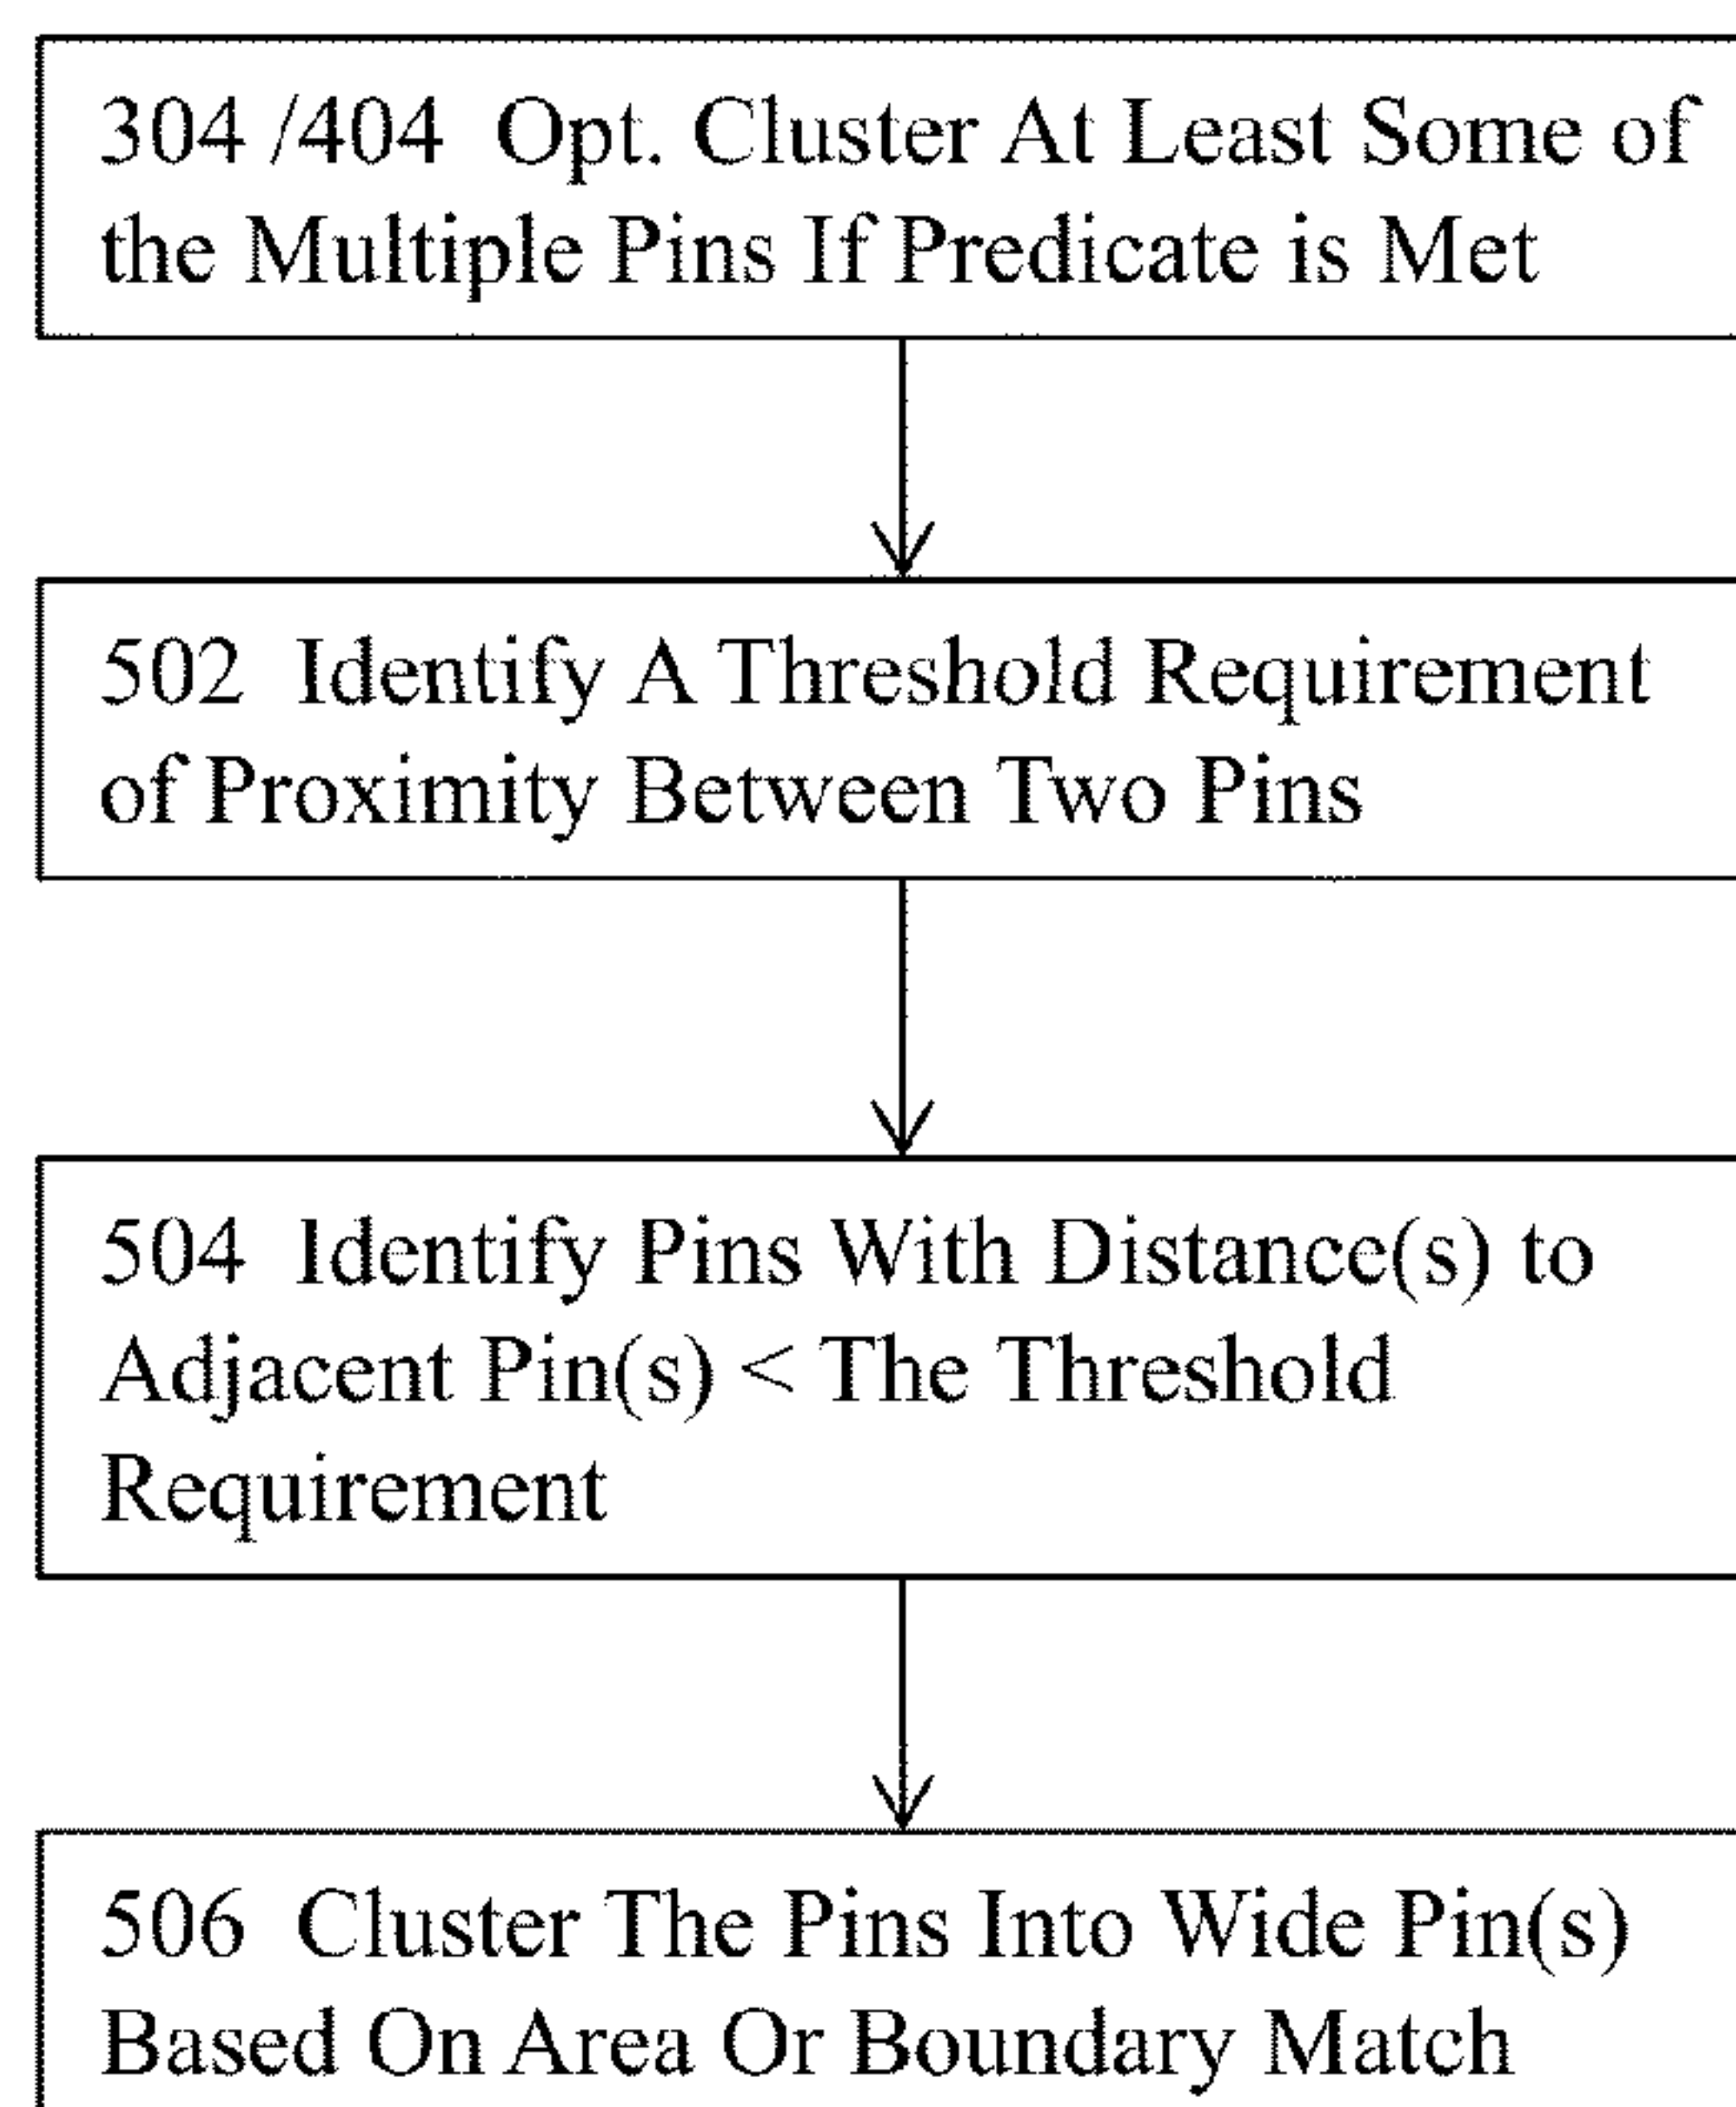 304 /404 Opt. Cluster At Least Some of
the Multiple Pins If Predicate is Met
502 Identify A Threshold Requirement
of Proximity Between Two Pins
504 Identify Pins With Distance(s) to
Adjacent Pin(s) < The Threshold
Requirement
506 Cluster The Pins Into Wide Pin(s)
Based On Area Or Boundary Match